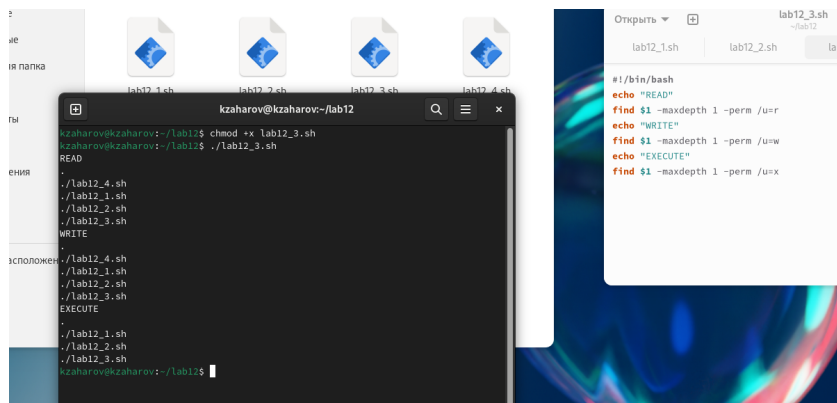 ые
ия папка
ты
ения
асположен
lab12_1.sh
lab12_2.sh
lab12_3.sh
lab12_4.sh
kzaharov@kzaharov:~/lab12
kzaharov@kzaharov:~/lab12$ chmod +x lab12_3.sh
kzaharov@kzaharov:~/lab12$ ./lab12_3.sh
READ
.
./lab12_4.sh
./lab12_1.sh
./lab12_2.sh
./lab12_3.sh
WRITE
.
./lab12_4.sh
./lab12_1.sh
./lab12_2.sh
./lab12_3.sh
EXECUTE
.
./lab12_1.sh
./lab12_2.sh
./lab12_3.sh
kzaharov@kzaharov:~/lab12$
Открыть
lab12_3.sh
~/lab12
lab12_1.sh
lab12_2.sh
la
#!/bin/bash
echo "READ"
find $1 -maxdepth 1 -perm /u=r
echo "WRITE"
find $1 -maxdepth 1 -perm /u=w
echo "EXECUTE"
find $1 -maxdepth 1 -perm /u=x